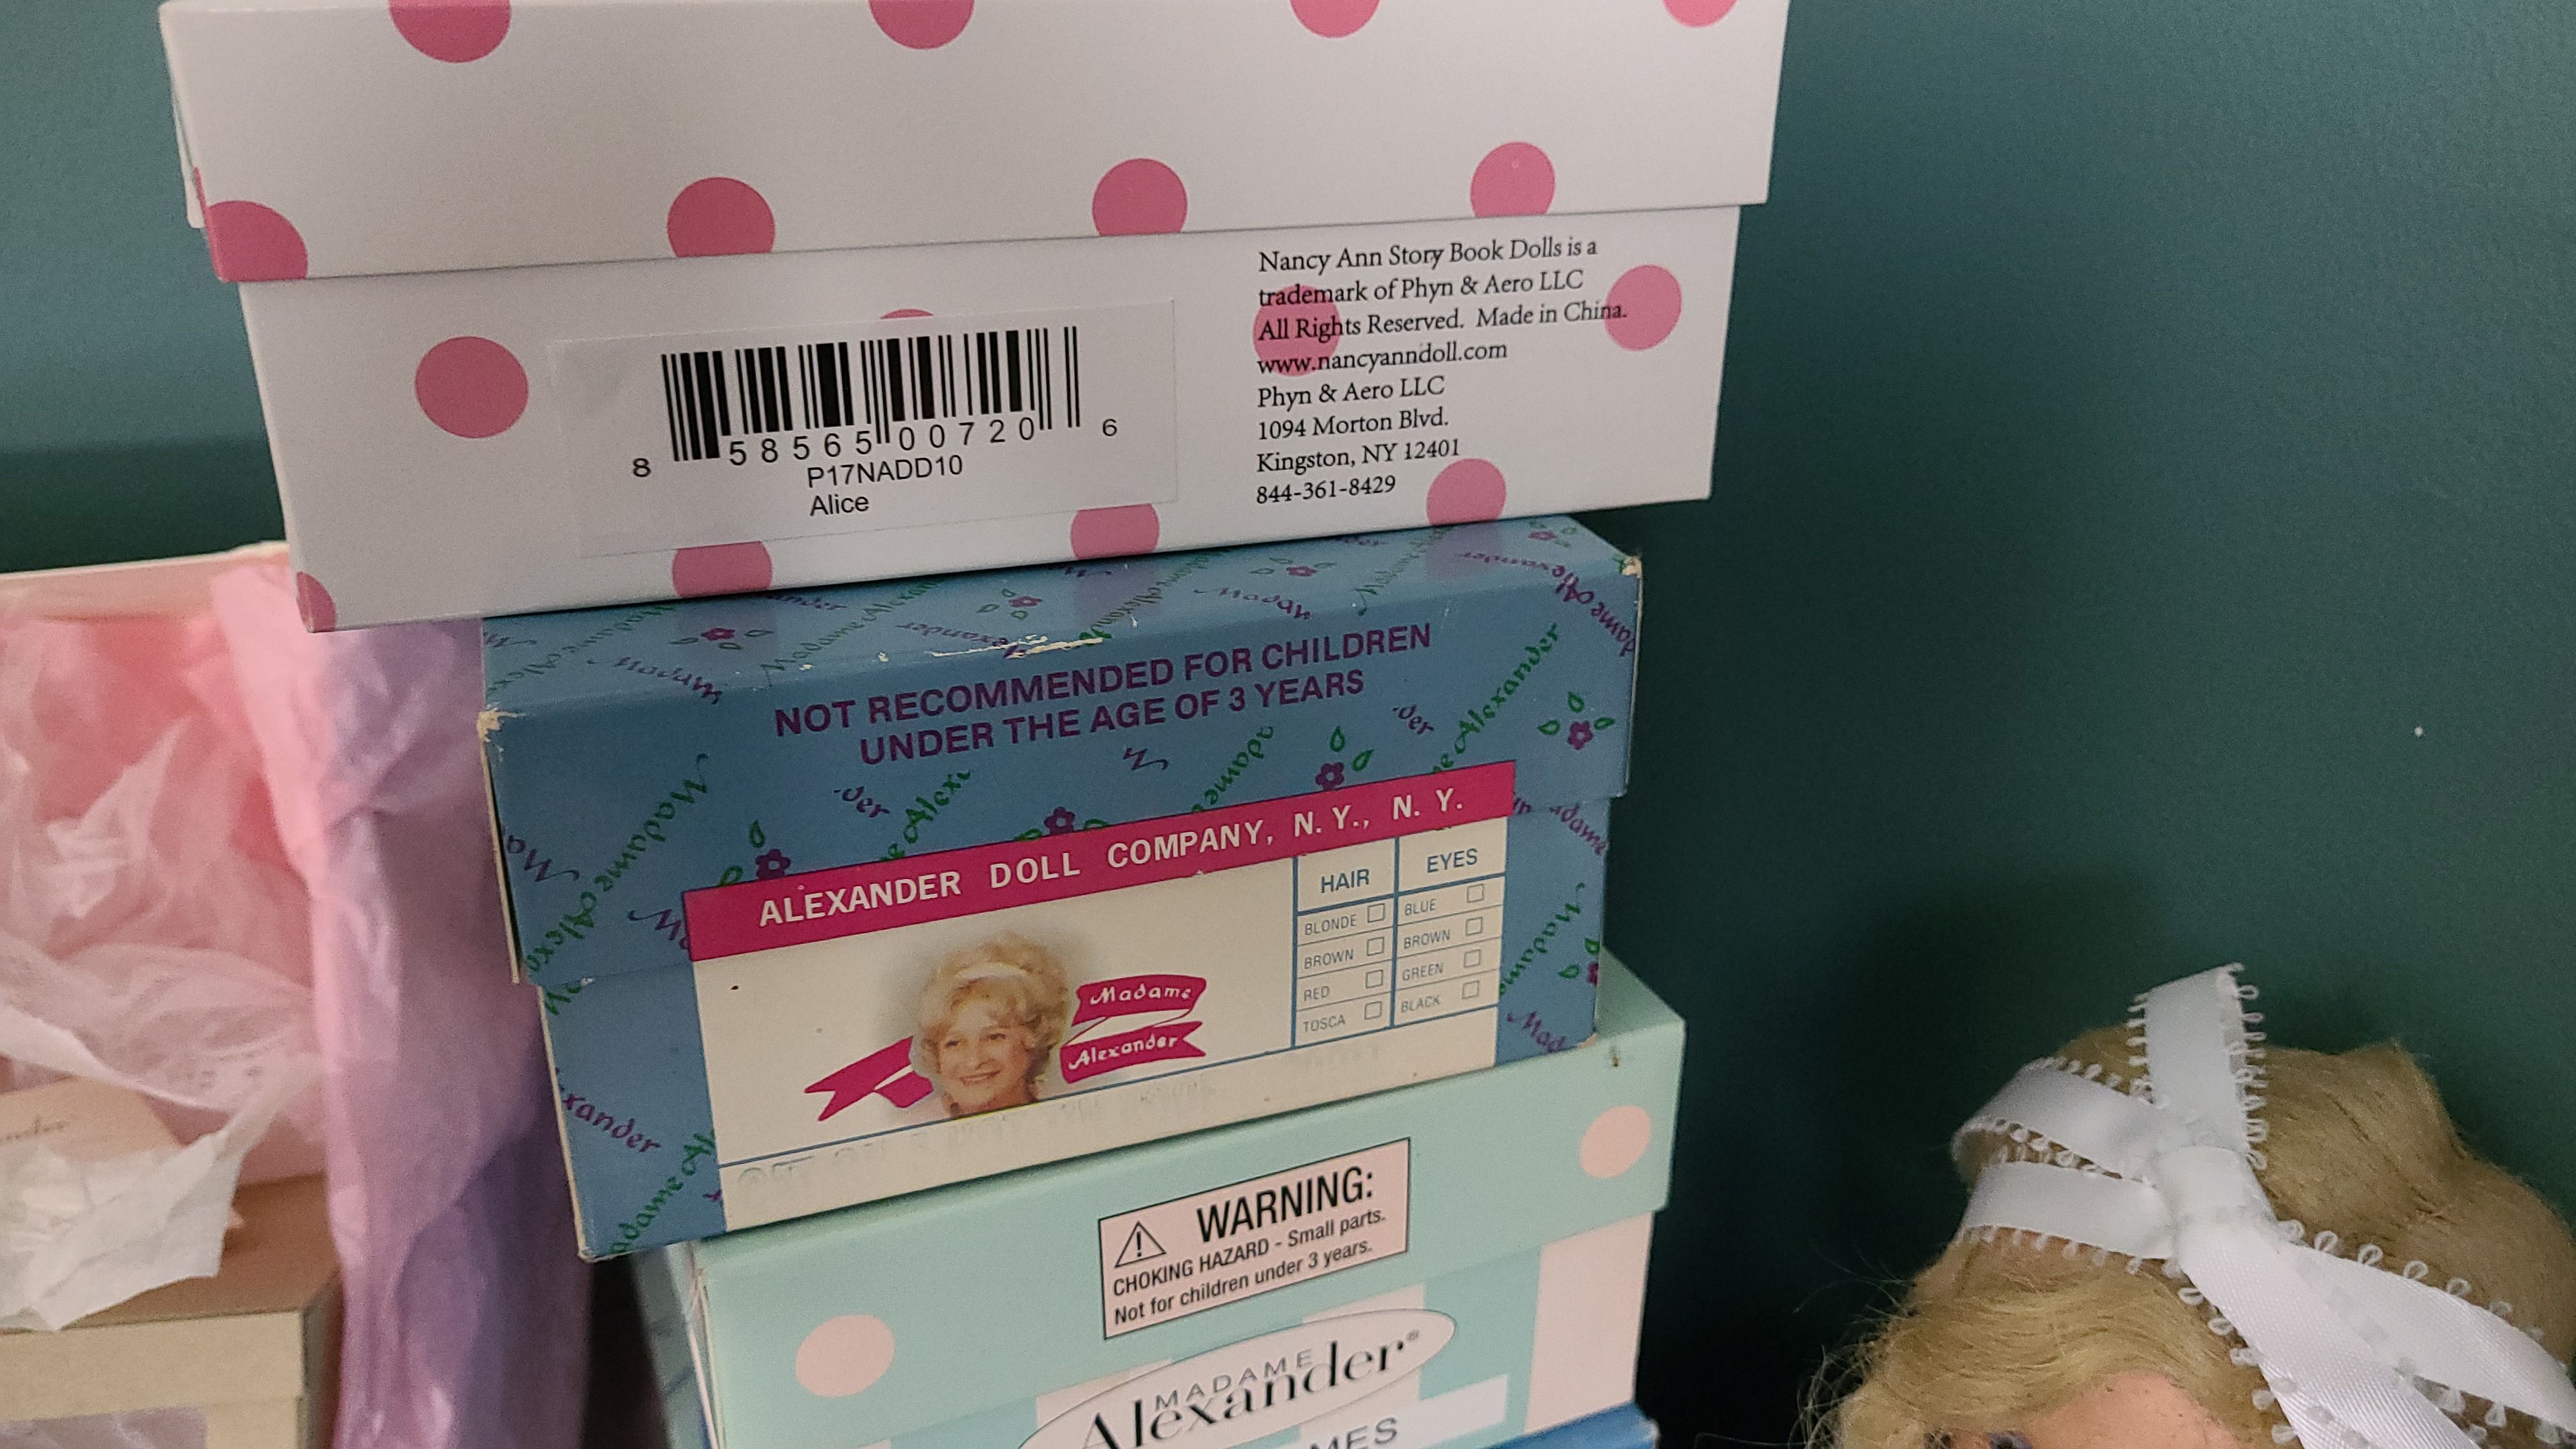 8 58565 00720 6
P17NADD10
Alice
Nancy Ann Story Book Dolls is a
trademark of Phyn & Aero LLC
All Rights Reserved. Made in China.
www.nancyanndoll.com
Phyn & Aero LLC
1094 Morton Blvd.
Kingston, NY 12401
844-361-8429
NOT RECOMMENDED FOR CHILDREN
UNDER THE AGE OF 3 YEARS
ALEXANDER DOLL COMPANY, N. Y., N. Y.
HAIR EYES
BLONDE BLUE
BROWN BROWN
RED GREEN
TOSCA BLACK
Madame
Alexander
WARNING:
CHOKING HAZARD - Small parts.
Not for children under 3 years.
MADAME
Alexander®